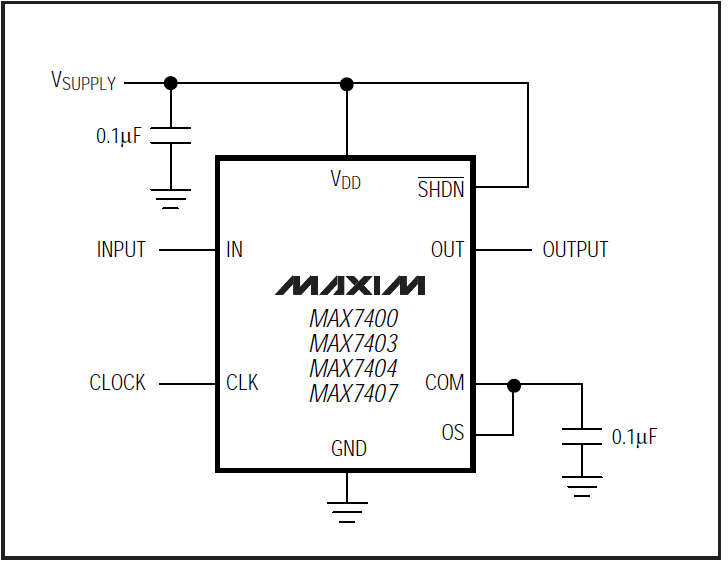 VSUPPLY
0.1µF
VDD
SHDN
INPUT
IN
OUT
OUTPUT
MAXIM
MAX7400
MAX7403
MAX7404
MAX7407
CLOCK
CLK
COM
OS
0.1µF
GND